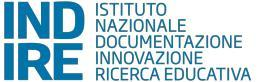 INDIRE
ISTITUTO
NAZIONALE
DOCUMENTAZIONE
INNOVAZIONE
RICERCA EDUCATIVA